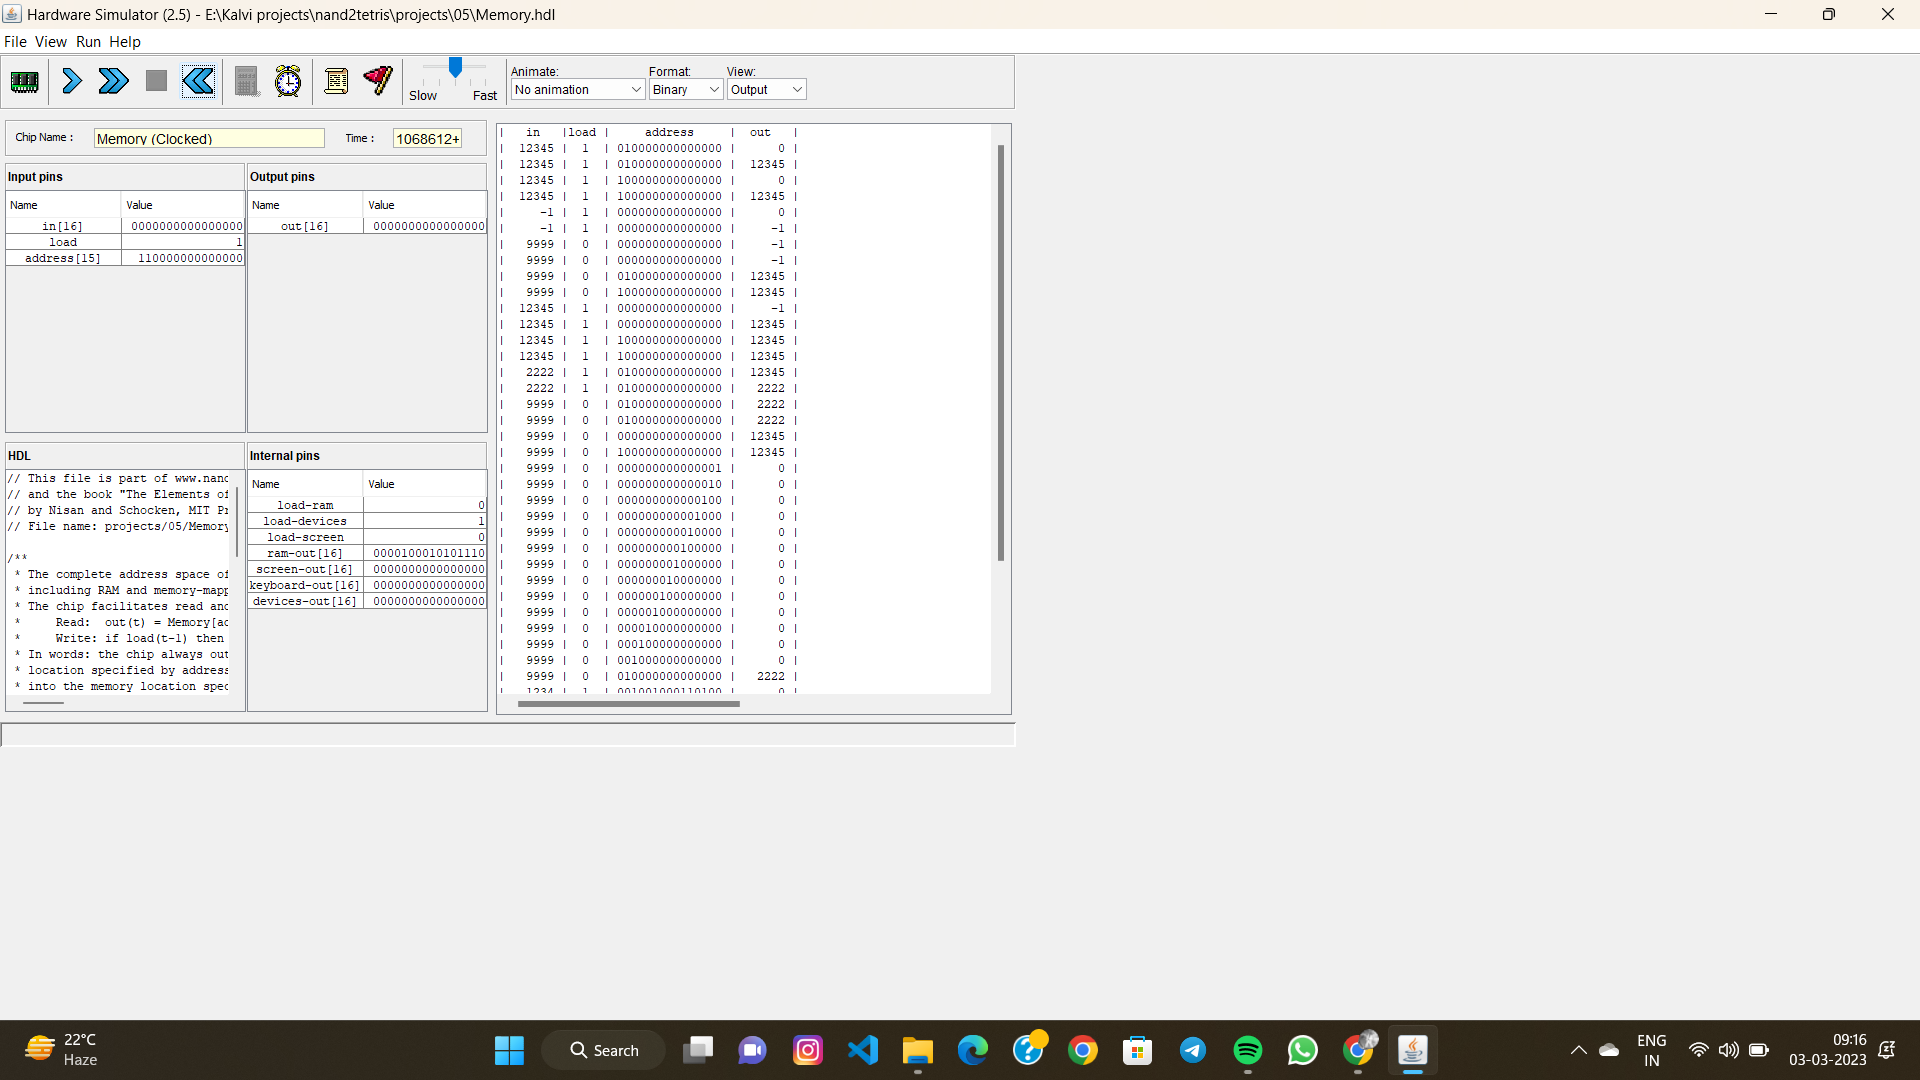 Hardware Simulator (2.5) - E:\Kalvi projects\nand2tetris\projects\05\Memory.hdl
File View Run Help
Slow Fast
Animate: Format: View:
No animation Binary Output
Chip Name : Memory (Clocked) Time : 1068612+
Input pins
Name Value
in[16] 0000000000000000
load 1
address[15] 110000000000000
Output pins
Name Value
out[16] 0000000000000000
HDL
// This file is part of www.nand
// and the book "The Elements of
// by Nisan and Schocken, MIT Pr
// File name: projects/05/Memory
/**
* The complete address space of
* including RAM and memory-mapp
* The chip facilitates read and
* Read: out(t) = Memory[ad
* Write: if load(t-1) then
* In words: the chip always out
* location specified by address
* into the memory location spec
Internal pins
Name Value
load-ram 0
load-devices 1
load-screen 0
ram-out[16] 0000100010101110
screen-out[16] 0000000000000000
keyboard-out[16] 0000000000000000
devices-out[16] 0000000000000000
| in |load | address | out |
| 12345 | 1 | 010000000000000 | 0 |
| 12345 | 1 | 010000000000000 | 12345 |
| 12345 | 1 | 100000000000000 | 0 |
| 12345 | 1 | 100000000000000 | 12345 |
| -1 | 1 | 000000000000000 | 0 |
| -1 | 1 | 000000000000000 | -1 |
| 9999 | 0 | 000000000000000 | -1 |
| 9999 | 0 | 000000000000000 | -1 |
| 9999 | 0 | 010000000000000 | 12345 |
| 9999 | 0 | 100000000000000 | 12345 |
| 12345 | 1 | 000000000000000 | -1 |
| 12345 | 1 | 000000000000000 | 12345 |
| 12345 | 1 | 100000000000000 | 12345 |
| 12345 | 1 | 100000000000000 | 12345 |
| 2222 | 1 | 010000000000000 | 12345 |
| 2222 | 1 | 010000000000000 | 2222 |
| 9999 | 0 | 010000000000000 | 2222 |
| 9999 | 0 | 010000000000000 | 2222 |
| 9999 | 0 | 000000000000000 | 12345 |
| 9999 | 0 | 100000000000000 | 12345 |
| 9999 | 0 | 000000000000001 | 0 |
| 9999 | 0 | 000000000000010 | 0 |
| 9999 | 0 | 000000000000100 | 0 |
| 9999 | 0 | 000000000001000 | 0 |
| 9999 | 0 | 000000000010000 | 0 |
| 9999 | 0 | 000000000100000 | 0 |
| 9999 | 0 | 000000001000000 | 0 |
| 9999 | 0 | 000000010000000 | 0 |
| 9999 | 0 | 000000100000000 | 0 |
| 9999 | 0 | 000001000000000 | 0 |
| 9999 | 0 | 000010000000000 | 0 |
| 9999 | 0 | 000100000000000 | 0 |
| 9999 | 0 | 001000000000000 | 0 |
| 9999 | 0 | 010000000000000 | 2222 |
| 1234 | 1 | 001001000110100 | 0 |
22°C
Haze
Search
ENG
IN
09:16
03-03-2023